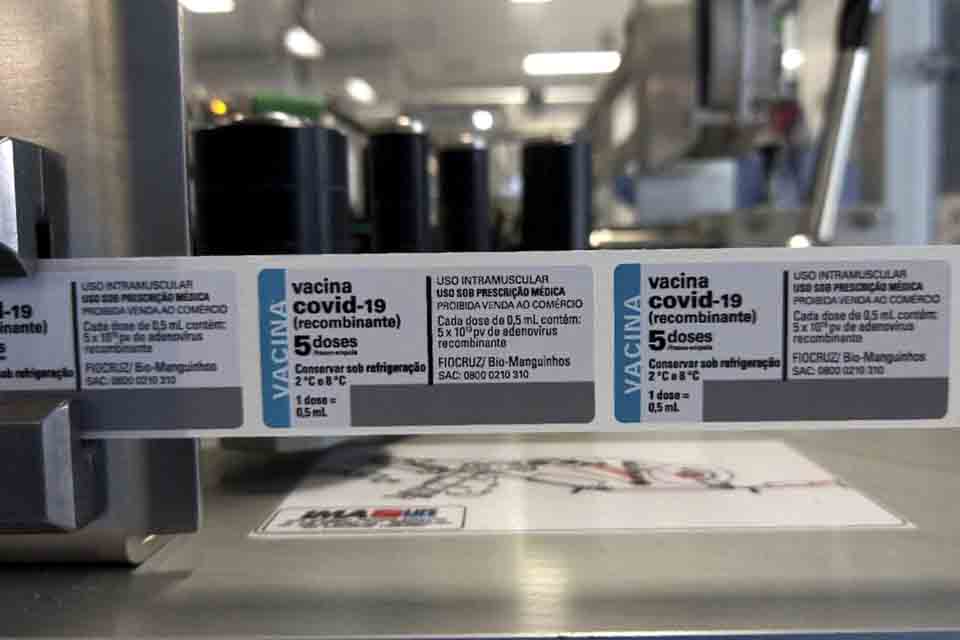 -19
inante)
USO INTRAMUSCULAR
USO SOB PRESCRIÇÃO MÉDICA
PROIBIDA VENDA AO COMÉRCIO
Cada dose de 0,5 mL contém:
5 x 10¹⁰ pv de adenovírus
recombinante
FIOCRUZ/ Bio-Manguinhos
SAC: 0800 0210 310
VACINA
vacina
covid-19
(recombinante)
5 doses
Conservar sob refrigeração
2 °C e 8 °C
1 dose =
0,5 mL
USO INTRAMUSCULAR
USO SOB PRESCRIÇÃO MÉDICA
PROIBIDA VENDA AO COMÉRCIO
Cada dose de 0,5 mL contém:
5 x 10¹⁰ pv de adenovírus
recombinante
FIOCRUZ/ Bio-Manguinhos
SAC: 0800 0210 310
VACINA
vacina
covid-19
(recombinante)
5 doses
Conservar sob refrigeração
2 °C e 8 °C
1 dose =
0,5 mL
USO INTRAMUSCULAR
USO SOB PRESCRIÇÃO MÉDICA
PROIBIDA VENDA AO COMÉRCIO
Cada dose de 0,5 mL contém:
5 x 10¹⁰ pv de adenovírus
recombinante
FIOCRUZ/ Bio-Manguinhos
SAC: 0800 0210 310